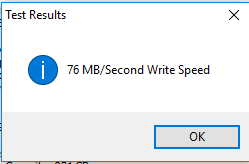 Test Results
76 MB/Second Write Speed
OK